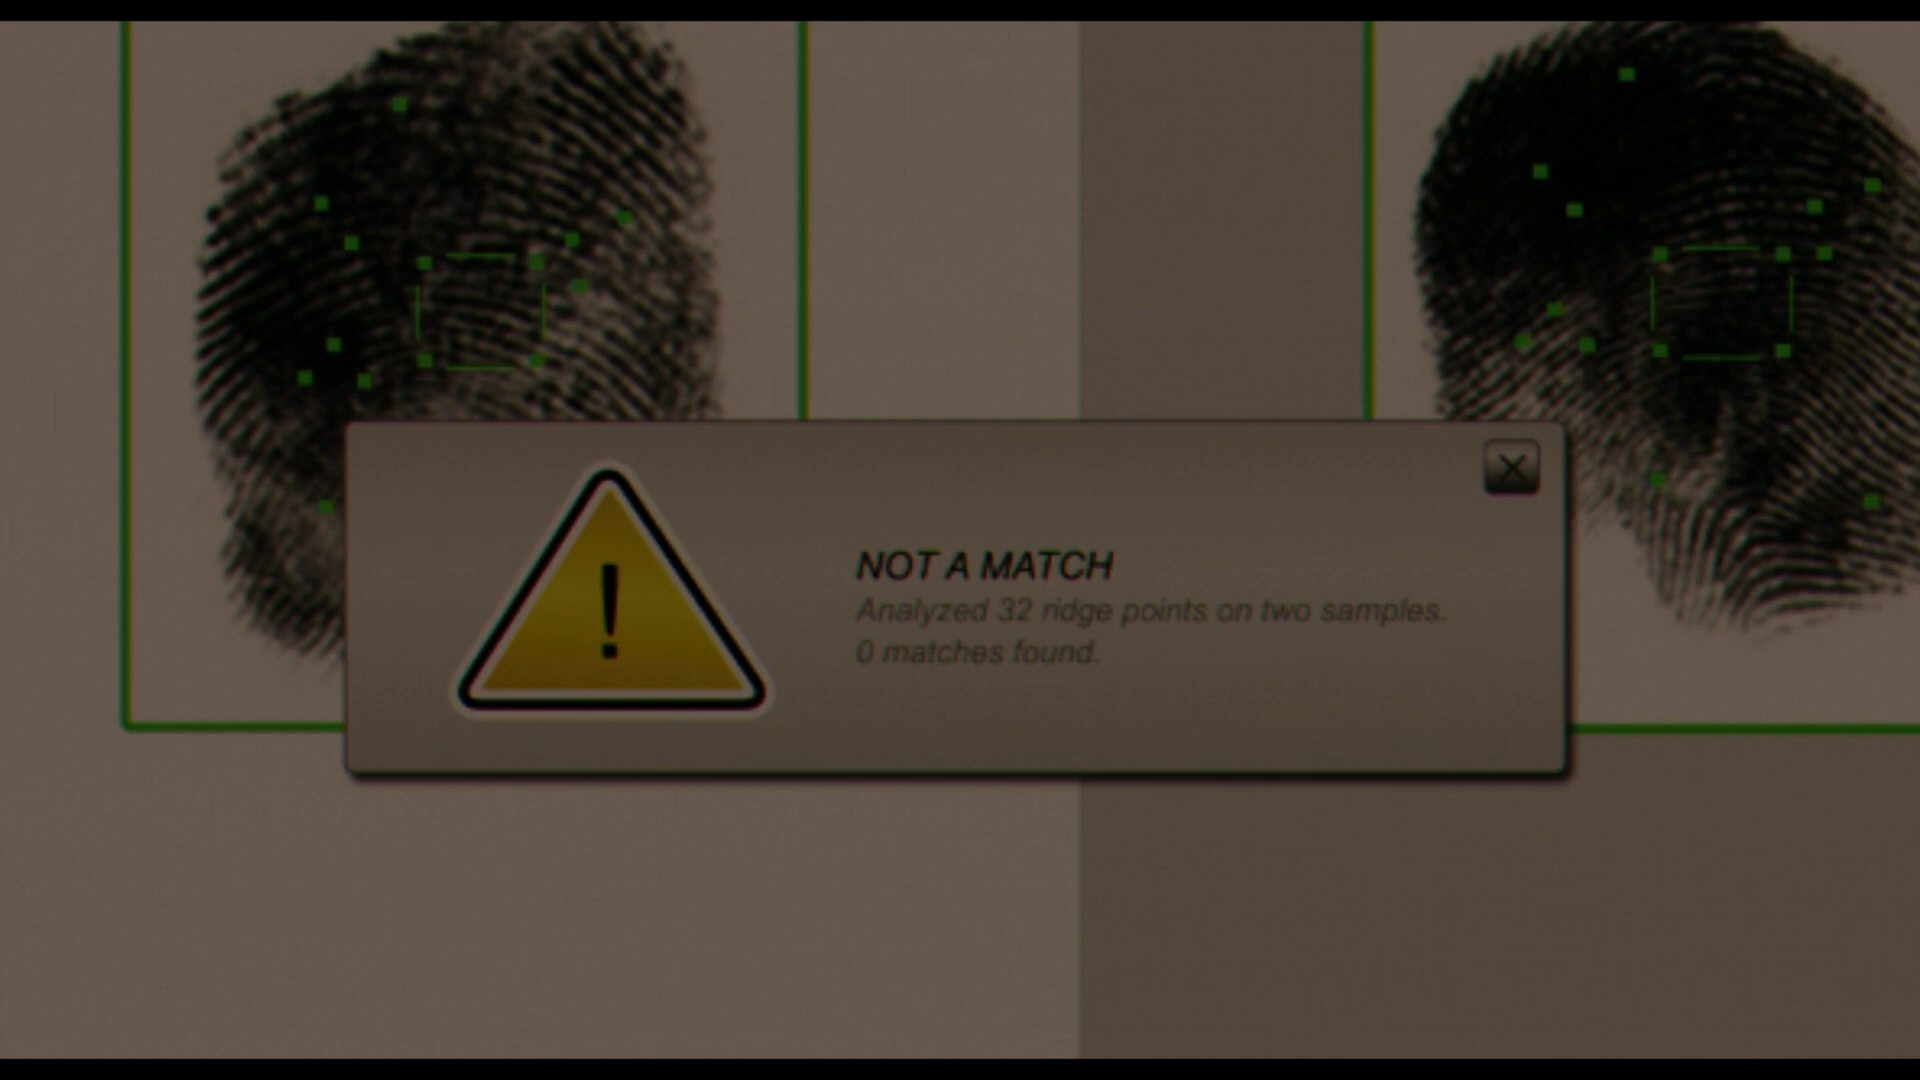 NOT A MATCH
Analyzed 32 ridge points on two samples.
0 matches found.